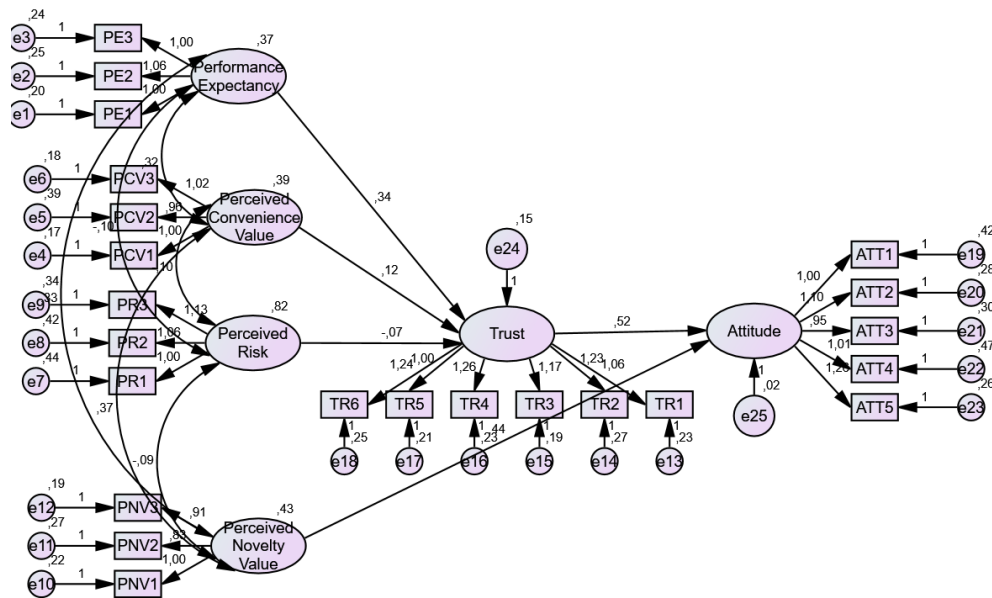 ,24
e3 1 PE3 1,00
,25
e2 1 PE2 1,06
,20
e1 1 PE1 1,00
,37
Performance
Expectancy
,18
e6 1 PCV3 1,02
,39
e5 1 PCV2 ,96
,17
e4 1 PCV1 1,00
,39
Perceived
Convenience
Value
,34
e9 1 PR3 1,13
,42
e8 1 PR2 1,06
,44
e7 1 PR1 1,00
,82
Perceived
Risk
,19
e12 1 PNV3 ,91
,27
e11 1 PNV2 ,83
,22
e10 1 PNV1 1,00
,43
Perceived
Novelty
Value
,32
-,10
,33
,37
-,09
,34
,12
-,07
,44
,15
e24
1
Trust
,52
1,24 1,00 1,26 1,17 1,23 1,06
TR6 TR5 TR4 TR3 TR2 TR1
1 1 1 1 1 1
,25 ,21 ,23 ,19 ,27 ,23
e18 e17 e16 e15 e14 e13
Attitude
1
,02
e25
,42
1,00 ATT1 1 e19
,28
1,10 ATT2 1 e20
,30
,95 ATT3 1 e21
,47
1,01 ATT4 1 e22
,26
ATT5 1 e23